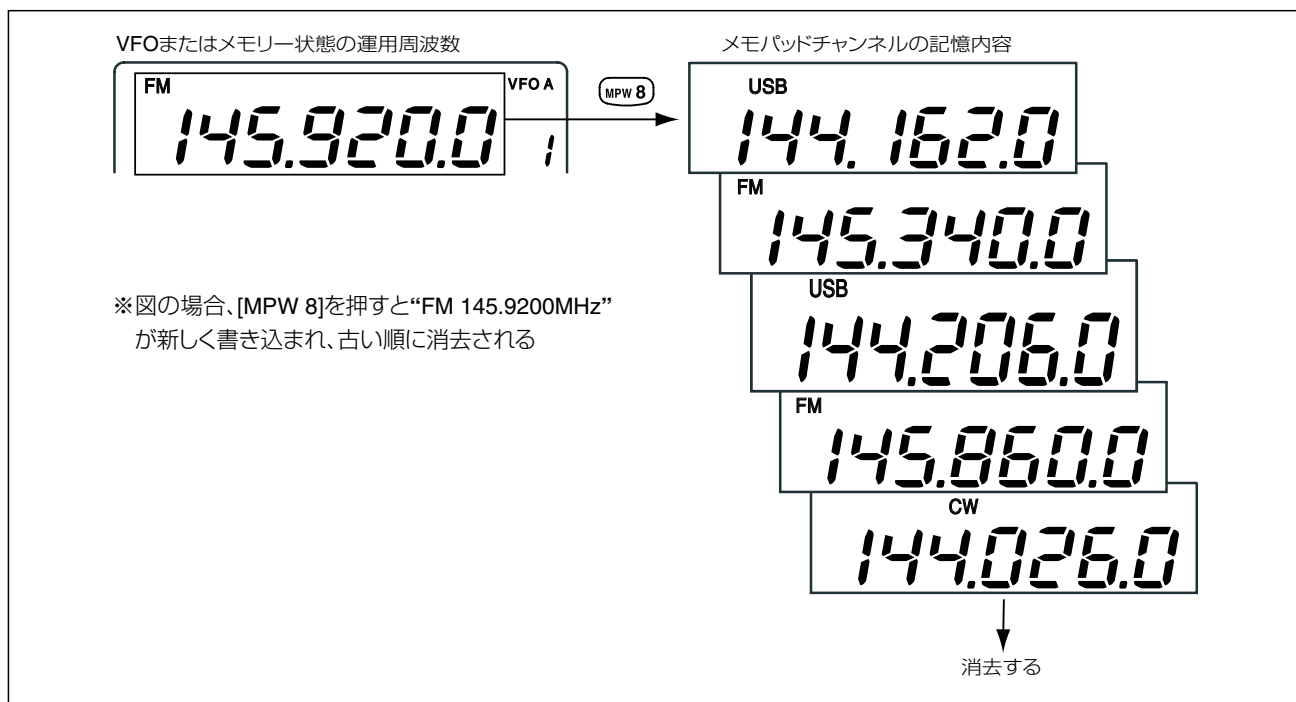 VFOまたはメモリー状態の運用周波数
メモパッドチャンネルの記憶内容
FM
VFO A
145.920.0
1
MPW 8
USB
144.162.0
FM
145.340.0
USB
144.206.0
FM
145.860.0
CW
144.026.0
※図の場合、[MPW 8]を押すと“FM 145.9200MHz”
が新しく書き込まれ、古い順に消去される
消去する